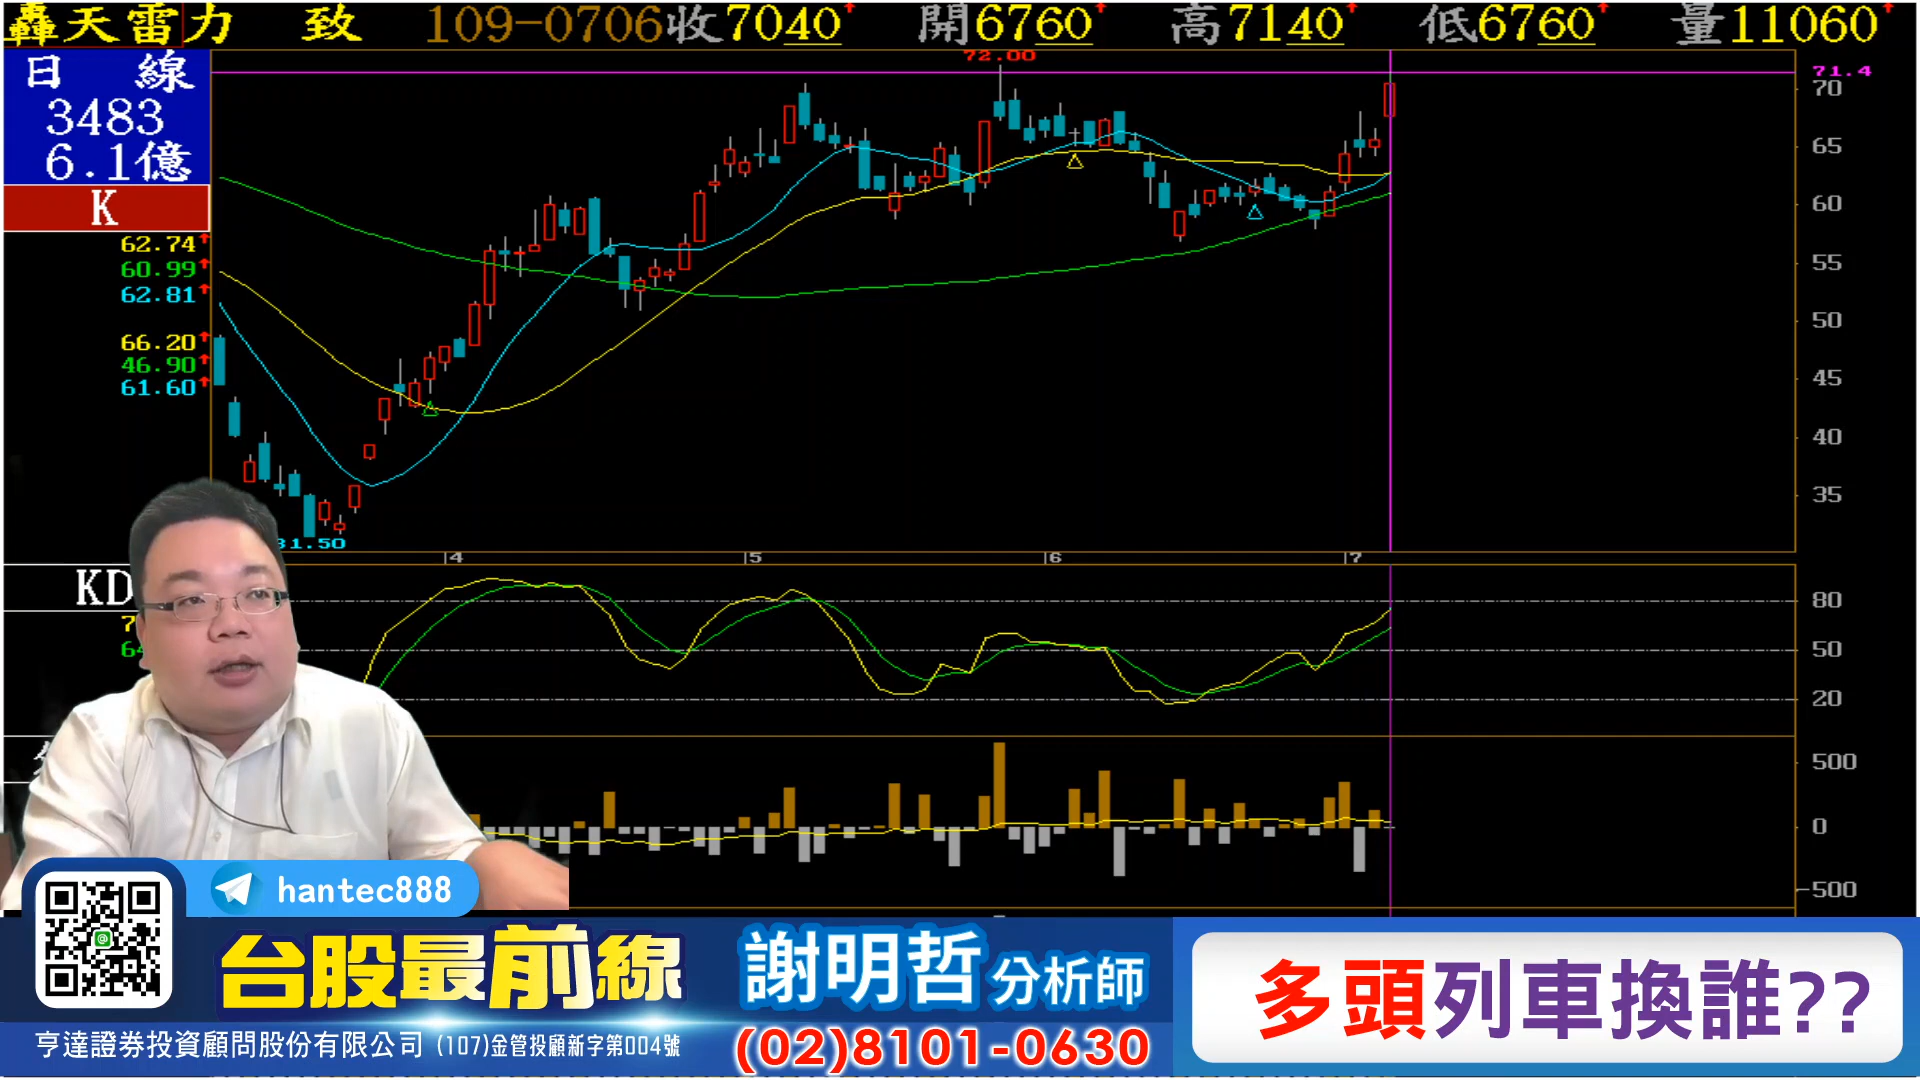 轟天雷力 致 109-0706收7040 開6760 高7140 低6760 量11060
日 線
3483
6.1億
K
62.74
60.99
62.81
66.20
46.90
61.60
72.00
71.4
70
65
60
55
50
45
40
35
31.50
4 5 6 7
KD
80
50
20
500
0
-500
hantec888
台股最前線
謝明哲 分析師
多頭列車換誰??
亨達證券投資顧問股份有限公司 (107)金管投顧新字第004號
(02)8101-0630